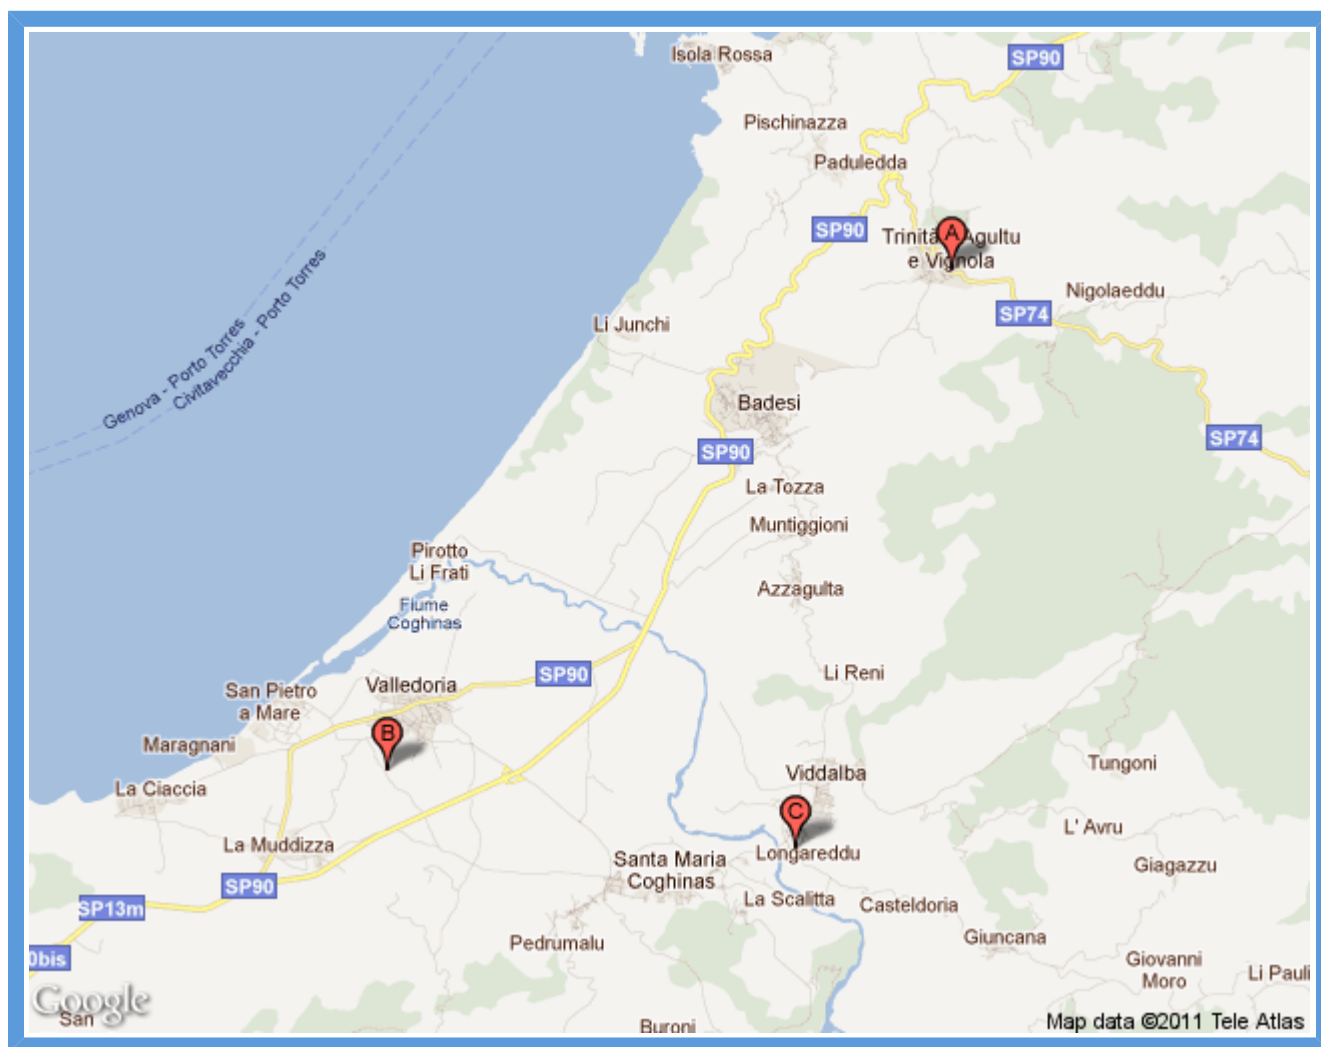 Isola Rossa
SP90
Pischinazza
Paduledda
SP90
Trinità Agultu
A
e Vignola
Nigolaeddu
SP74
Li Junchi
Genova - Porto Torres
Civitavecchia - Porto Torres
Badesi
SP74
SP90
La Tozza
Muntiggioni
Pirotto
Li Frati
Azzagulta
Fiume
Coghinas
SP90
Li Reni
Valledoria
San Pietro
a Mare
B
Maragnani
La Ciaccia
Tungoni
Viddalba
C
L' Avru
La Muddizza
Longareddu
Santa Maria
Coghinas
Giagazzu
SP90
La Scalitta
Casteldoria
SP13m
Giuncana
Pedrumalu
0bis
Giovanni
Moro
Li Pauli
Google
San
Buroni
Map data ©2011 Tele Atlas